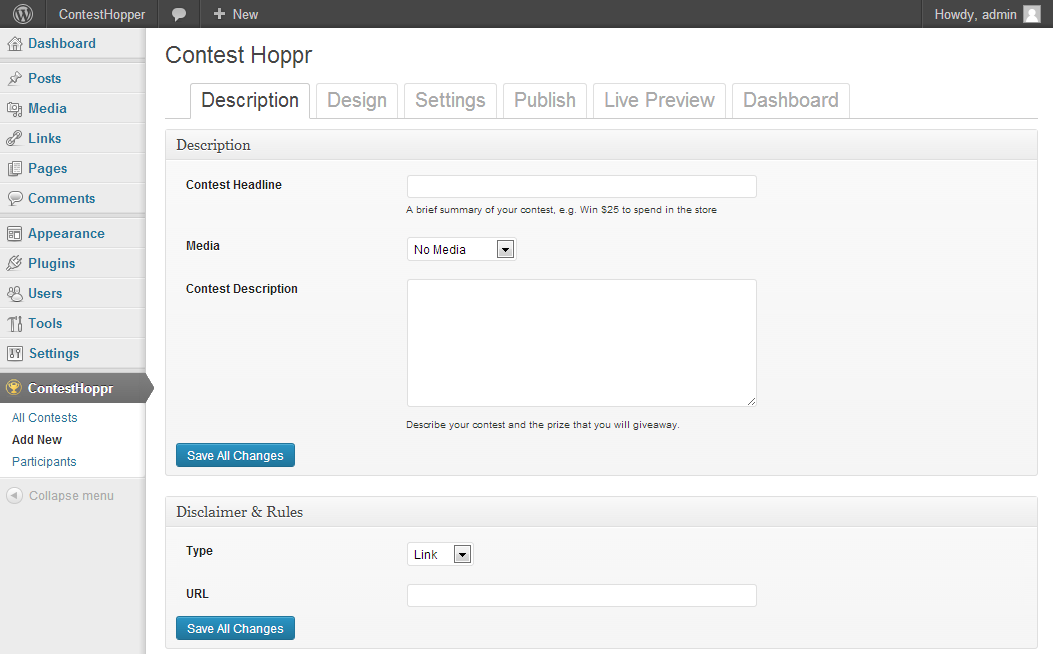 ContestHopper
New
Howdy, admin
Dashboard
Posts
Media
Links
Pages
Comments
Appearance
Plugins
Users
Tools
Settings
ContestHoppr
All Contests
Add New
Participants
Collapse menu
Contest Hoppr
Description Design Settings Publish Live Preview Dashboard
Description
Contest Headline
A brief summary of your contest, e.g. Win $25 to spend in the store
Media No Media
Contest Description
Describe your contest and the prize that you will giveaway.
Save All Changes
Disclaimer & Rules
Type Link
URL
Save All Changes